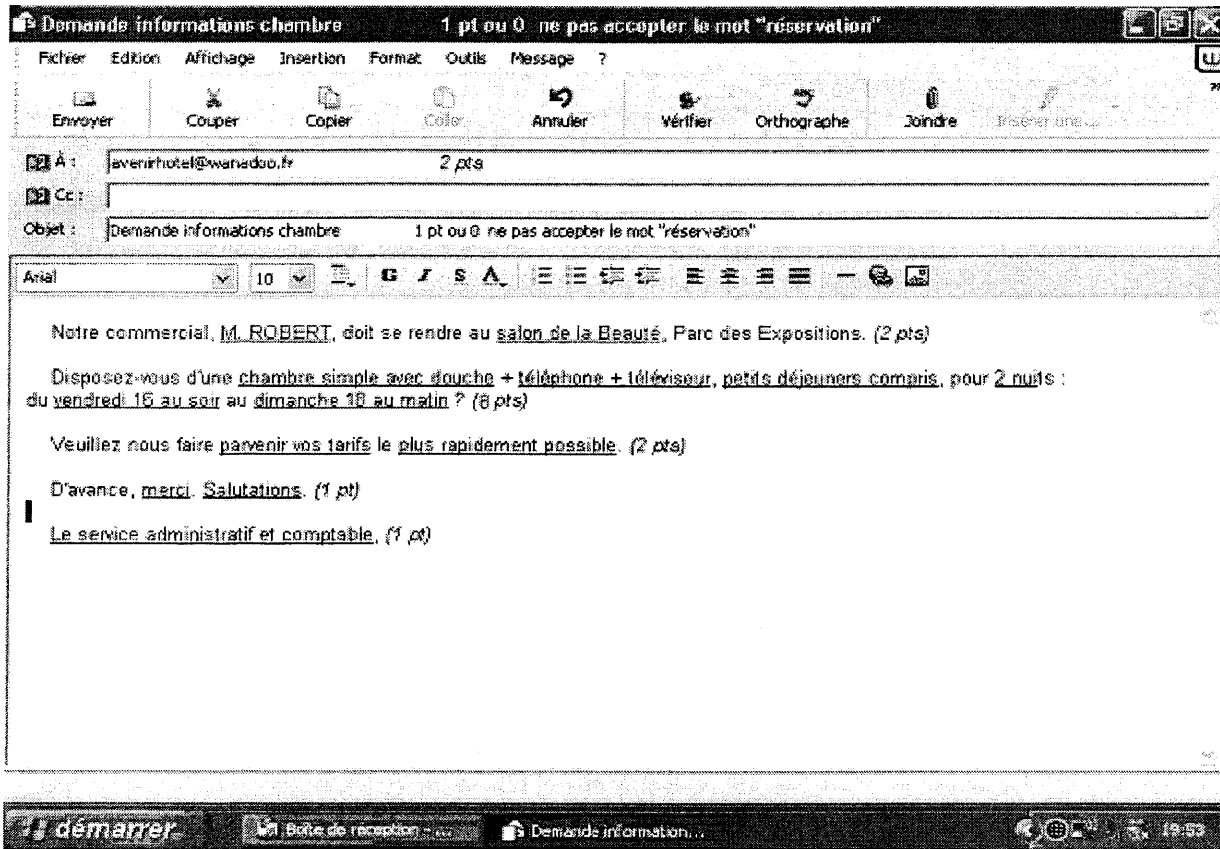 Demande informations chambre 1 pt ou 0 ne pas accepter le mot "réservation"
Fichier Edition Affichage Insertion Format Outils Message ?
Envoyer Couper Copier Coller Annuler Vérifier Orthographe Joindre
À : avenirhotel@wanadoo.fr 2 pts
Cc :
Objet : Demande informations chambre 1 pt ou 0 ne pas accepter le mot "réservation"
Arial 10 G I S A
Notre commercial, M. ROBERT, doit se rendre au salon de la Beauté, Parc des Expositions. (2 pts)
Disposez-vous d'une chambre simple avec douche + téléphone + téléviseur, petits déjeuners compris, pour 2 nuits :
du vendredi 16 au soir au dimanche 18 au matin ? (8 pts)
Veuillez nous faire parvenir vos tarifs le plus rapidement possible. (2 pts)
D'avance, merci. Salutations. (1 pt)
Le service administratif et comptable, (1 pt)
démarrer Boîte de réception - ... Demande information... 19:53